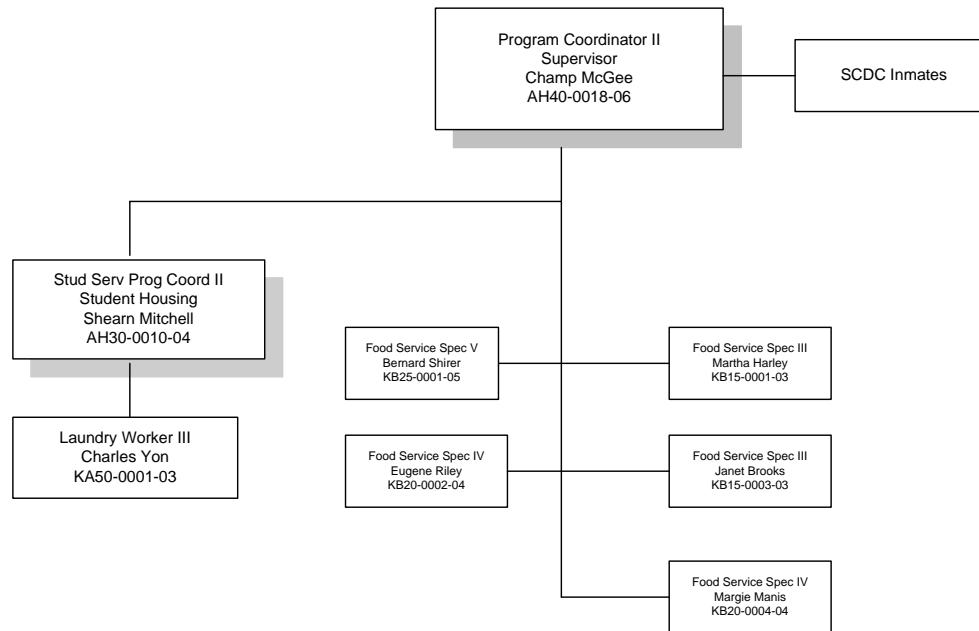 Program Coordinator II
Supervisor
Champ McGee
AH40-0018-06
SCDC Inmates
Stud Serv Prog Coord II
Student Housing
Shearn Mitchell
AH30-0010-04
Laundry Worker III
Charles Yon
KA50-0001-03
Food Service Spec V
Bernard Shirer
KB25-0001-05
Food Service Spec III
Martha Harley
KB15-0001-03
Food Service Spec IV
Eugene Riley
KB20-0002-04
Food Service Spec III
Janet Brooks
KB15-0003-03
Food Service Spec IV
Margie Manis
KB20-0004-04